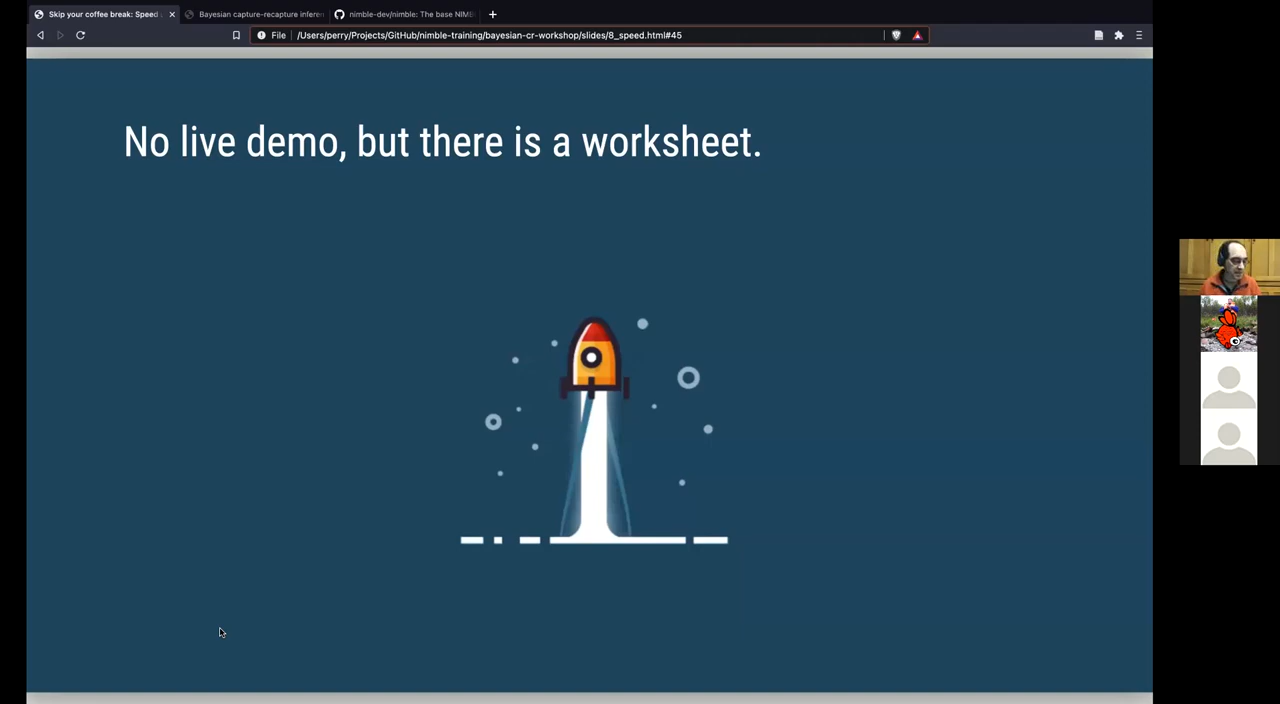 Skip your coffee break: Speed
Bayesian capture-recapture inferen
nimble-dev/nimble: The base NIMB
File
/Users/perry/Projects/GitHub/nimble-training/bayesian-cr-workshop/slides/8_speed.html#45
No live demo, but there is a worksheet.